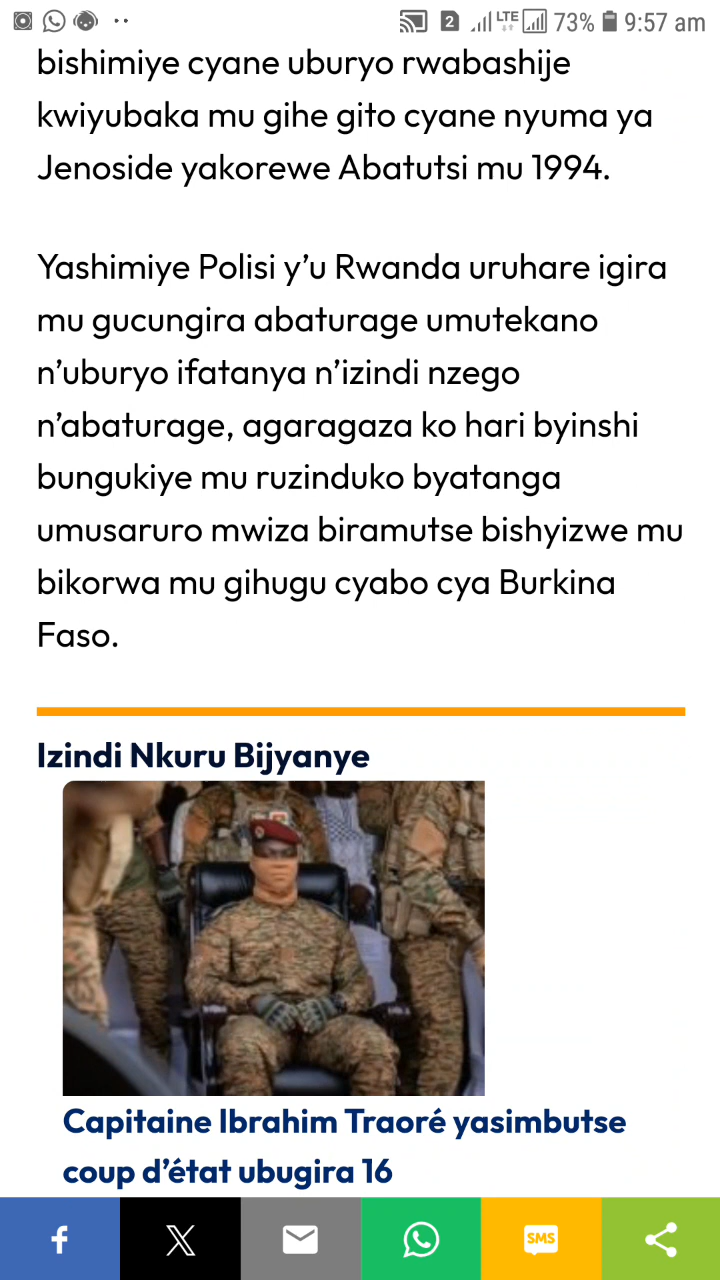 2 LTE 73% 9:57 am
bishimiye cyane uburyo rwabashije
kwiyubaka mu gihe gito cyane nyuma ya
Jenoside yakorewe Abatutsi mu 1994.
Yashimiye Polisi y’u Rwanda uruhare igira
mu gucungira abaturage umutekano
n’uburyo ifatanya n’izindi nzego
n’abaturage, agaragaza ko hari byinshi
bungukiye mu ruzinduko byatanga
umusaruro mwiza biramutse bishyizwe mu
bikorwa mu gihugu cyabo cya Burkina
Faso.
Izindi Nkuru Bijyanye
Capitaine Ibrahim Traoré yasimbutse
coup d’état ubugira 16
SMS